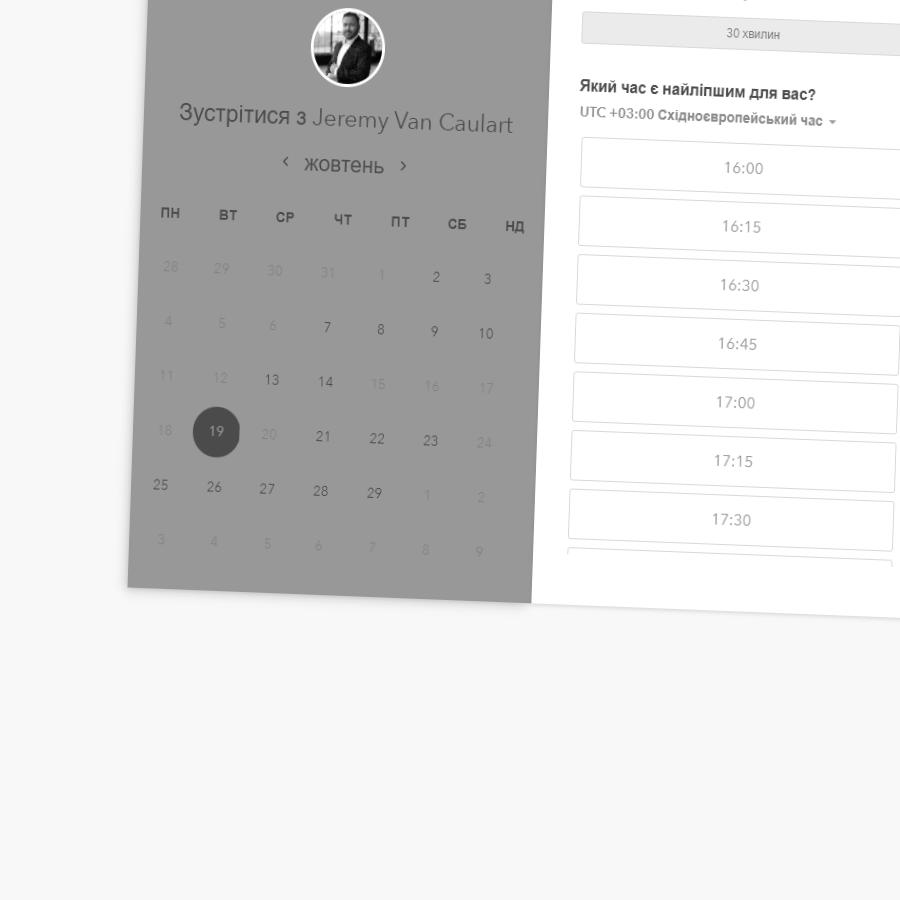 Зустрітися з Jeremy Van Caulart
жовтень
ПН ВТ СР ЧТ ПТ СБ НД
28 29 30 31 1 2 3
4 5 6 7 8 9 10
11 12 13 14 15 16 17
18 19 20 21 22 23 24
25 26 27 28 29 1 2
3 4 5 6 7 8 9
30 хвилин
Який час є найліпшим для вас?
UTC +03:00 Східноєвропейський час
16:00
16:15
16:30
16:45
17:00
17:15
17:30